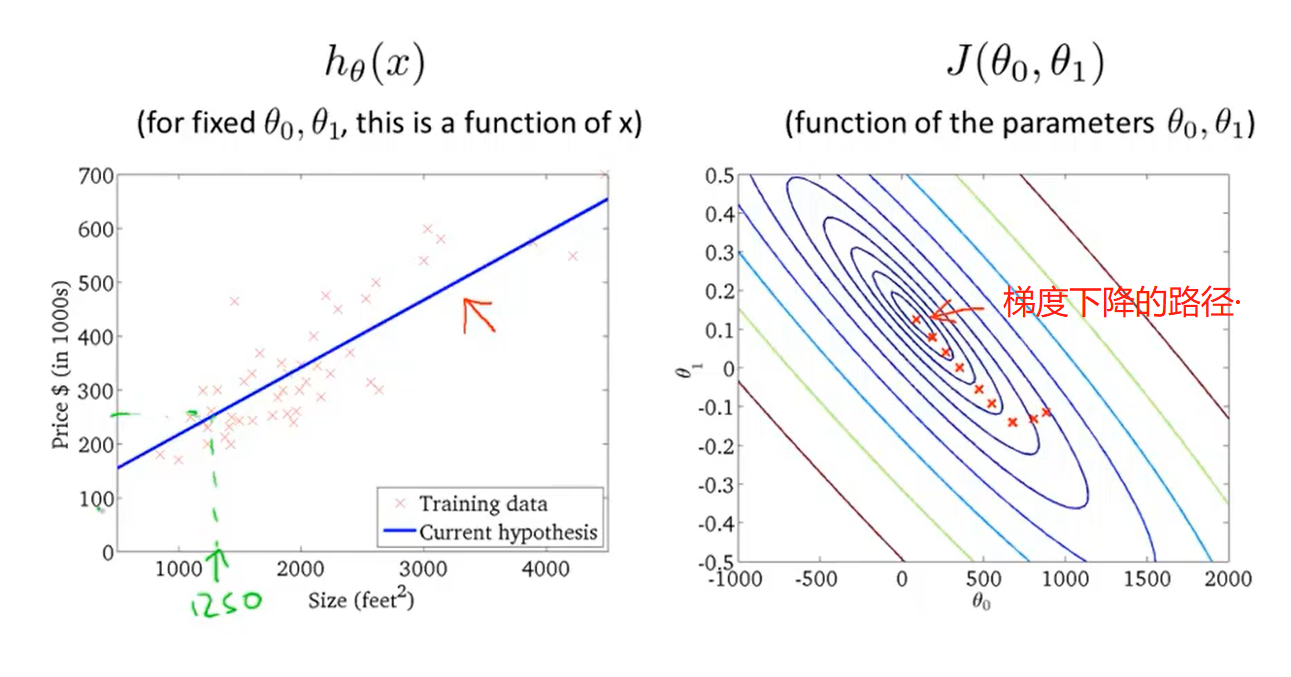 h_θ(x)
(for fixed θ₀, θ₁, this is a function of x)
700
600
500
400
300
200
100
0
Price $ (in 1000s)
1000 2000 3000 4000
Size (feet²)
1250
Training data
Current hypothesis
J(θ₀, θ₁)
(function of the parameters θ₀, θ₁)
0.5
0.4
0.3
0.2
0.1
0
-0.1
-0.2
-0.3
-0.4
-0.5
θ₁
-1000 -500 0 500 1000 1500 2000
θ₀
梯度下降的路径·